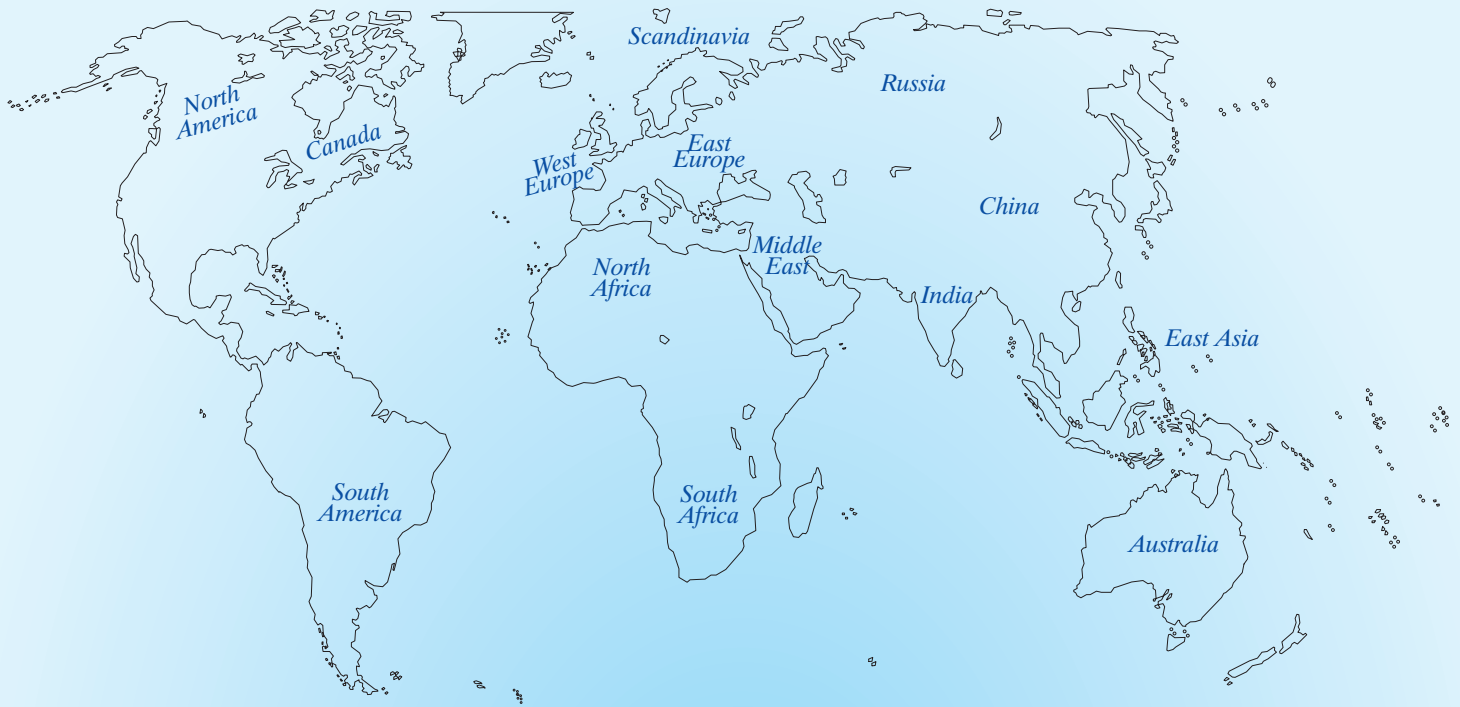 Scandinavia
Russia
North
America
Canada
East
Europe
West
Europe
China
Middle
East
North
Africa
India
East Asia
South
America
South
Africa
Australia